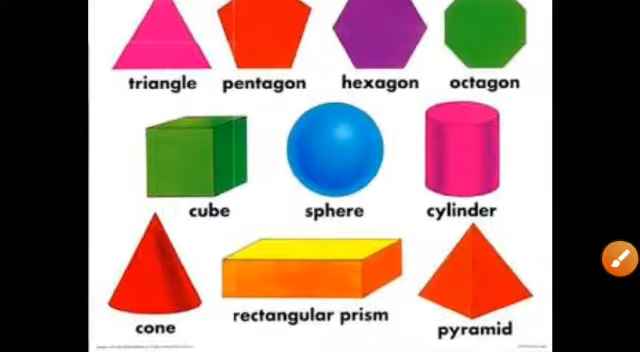 triangle pentagon hexagon octagon
cube sphere cylinder
cone rectangular prism pyramid